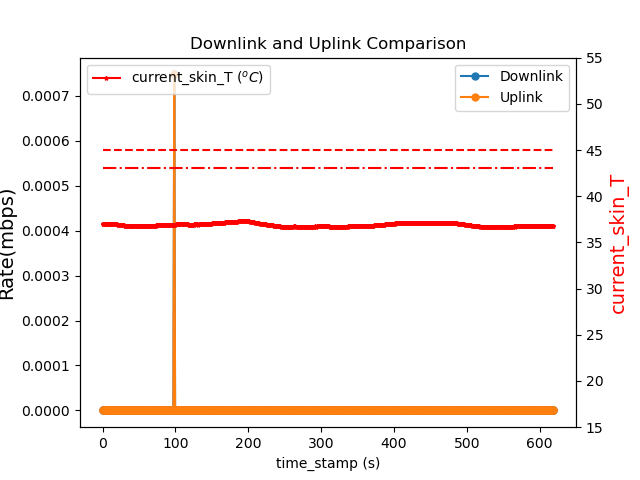 Downlink and Uplink Comparison
current_skin_T (°C)
Downlink
Uplink
Rate(mbps)
0.0007
0.0006
0.0005
0.0004
0.0003
0.0002
0.0001
0.0000
55
50
45
40
35
30
25
20
15
current_skin_T
0 100 200 300 400 500 600
time_stamp (s)